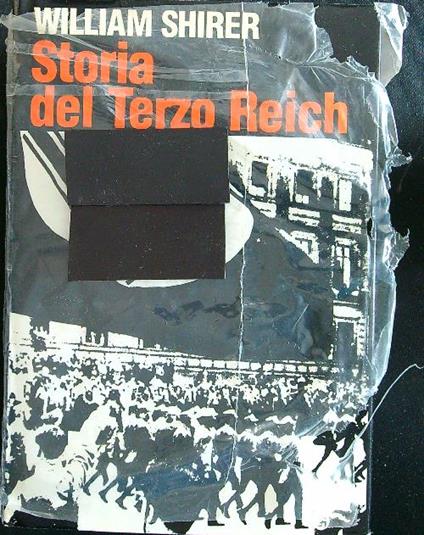 WILLIAM SHIRER
Storia
del Terzo Reich